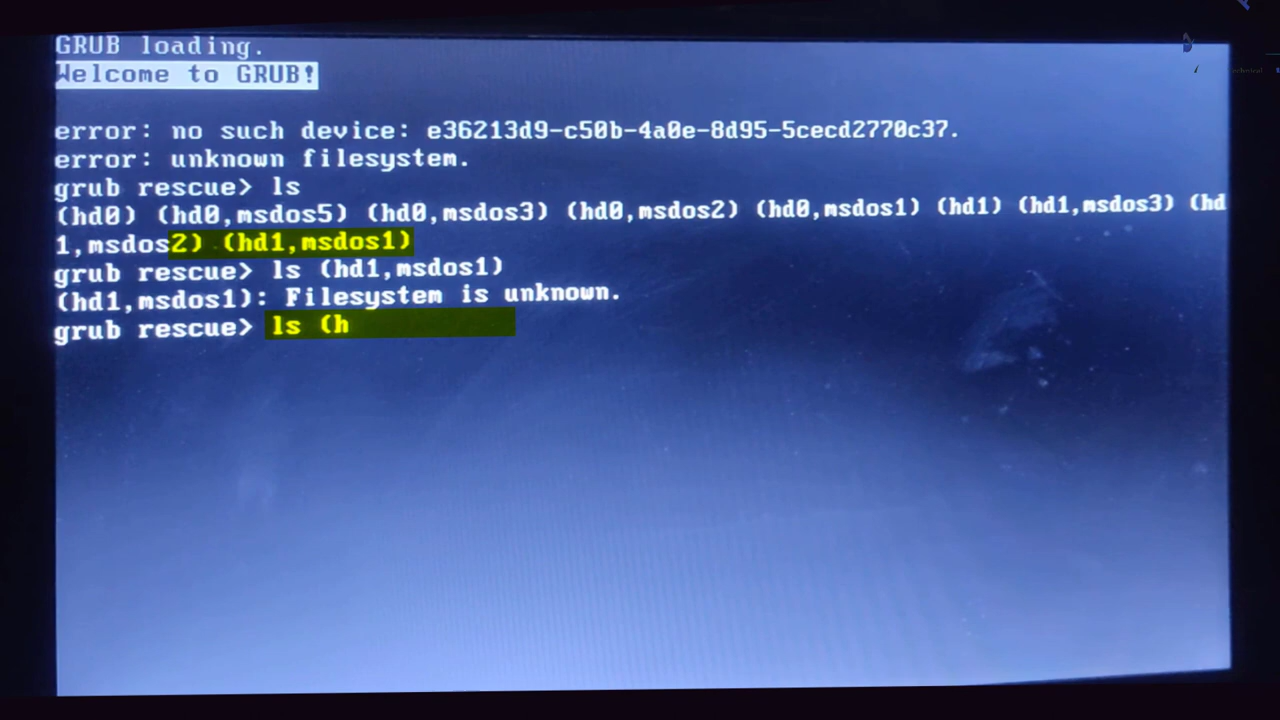 GRUB loading.
Welcome to GRUB!
error: no such device: e36213d9-c50b-4a0e-8d95-5cecd2770c37.
error: unknown filesystem.
grub rescue> ls
(hd0) (hd0,msdos5) (hd0,msdos3) (hd0,msdos2) (hd0,msdos1) (hd1) (hd1,msdos3) (hd
1,msdos2) (hd1,msdos1)
grub rescue> ls (hd1,msdos1)
(hd1,msdos1): Filesystem is unknown.
grub rescue> ls (h